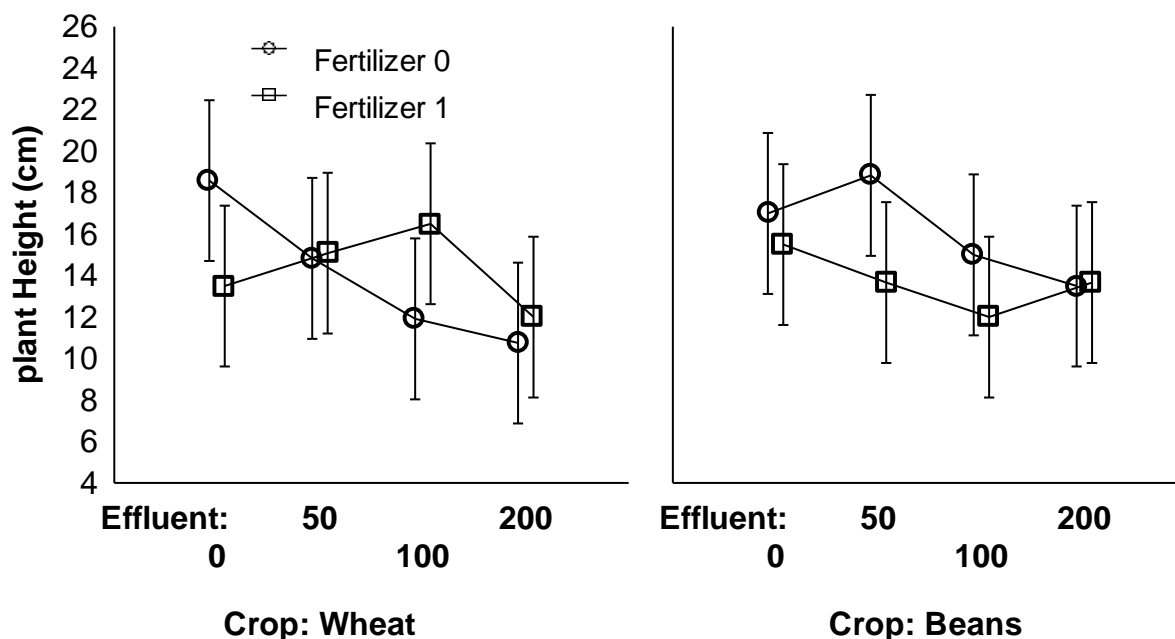 26
24
22
20
18
16
14
12
10
8
6
4
plant Height (cm)
Fertilizer 0
Fertilizer 1
Effluent: 50 200
0 100
Crop: Wheat
Effluent: 50 200
0 100
Crop: Beans